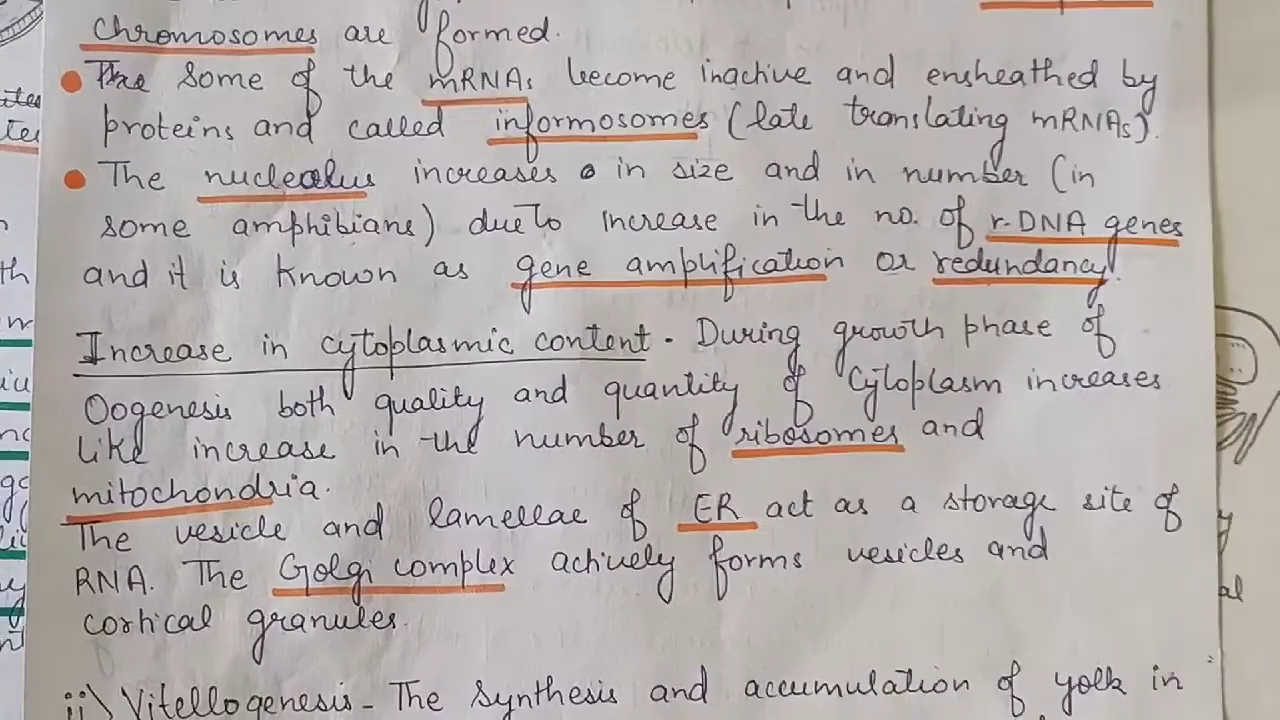 chromosomes are formed.
The some of the mRNAs become inactive and ensheathed by
proteins and called informosomes (late translating mRNAs).
The nucleolus increases in size and in number (in
some amphibians) due to increase in the no. of r-DNA genes
and it is known as gene amplification or redundancy.
Increase in cytoplasmic content. During growth phase of
Oogenesis both quality and quantity of Cytoplasm increases
like increase in the number of ribosomes and
mitochondria.
The vesicle and lamellae of ER act as a storage site of
RNA. The Golgi complex actively forms vesicles and
cortical granules.
ii) Vitellogenesis - The synthesis and accumulation of yolk in